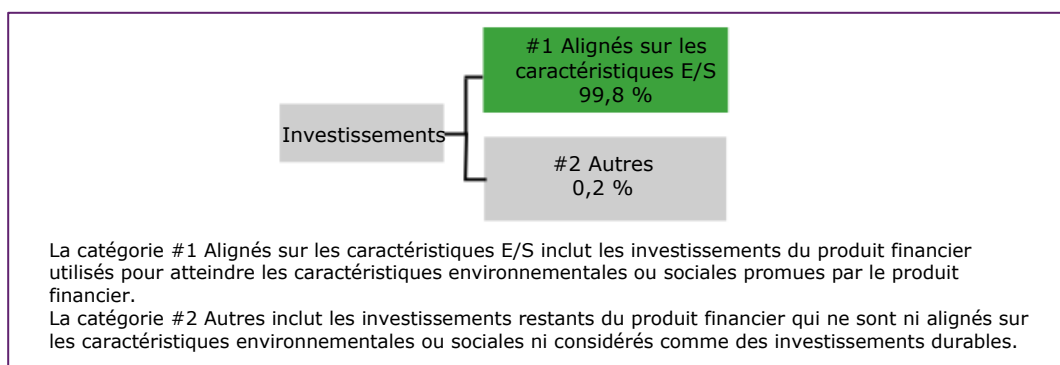 #1 Alignés sur les
caractéristiques E/S
99,8 %
Investissements
#2 Autres
0,2 %
La catégorie #1 Alignés sur les caractéristiques E/S inclut les investissements du produit financier
utilisés pour atteindre les caractéristiques environnementales ou sociales promues par le produit
financier.
La catégorie #2 Autres inclut les investissements restants du produit financier qui ne sont ni alignés sur
les caractéristiques environnementales ou sociales ni considérés comme des investissements durables.